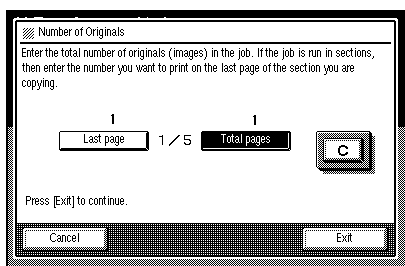 Number of Originals
Enter the total number of originals (images) in the job. If the job is run in sections,
then enter the number you want to print on the last page of the section you are
copying.
1 1
Last page 1/5 Total pages C
Press [Exit] to continue.
Cancel Exit